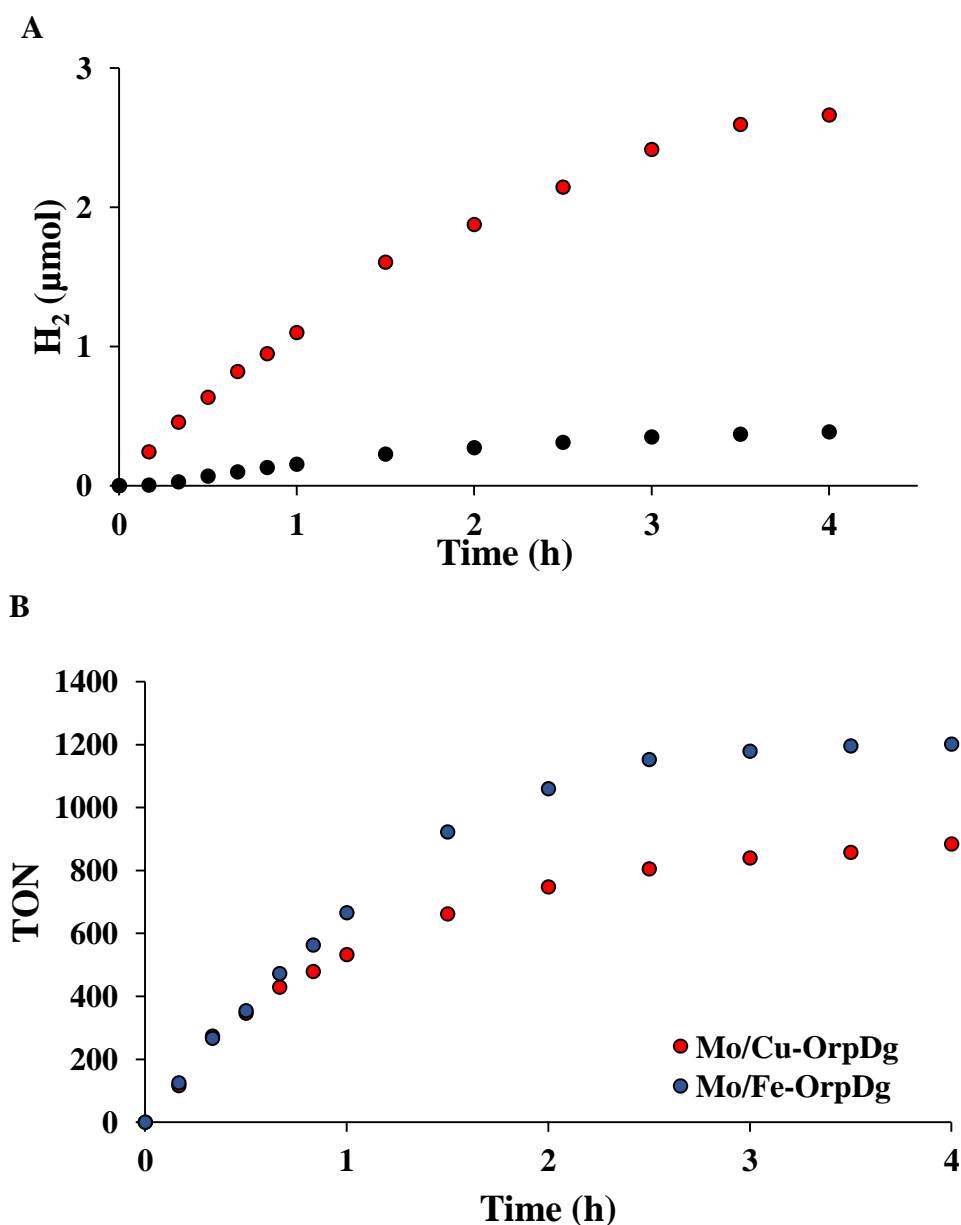 A
3
2
1
0
H₂ (µmol)
0 1 2 3 4
Time (h)
B
1400
1200
1000
800
600
400
200
0
TON
Mo/Cu-OrpDg
Mo/Fe-OrpDg
0 1 2 3 4
Time (h)